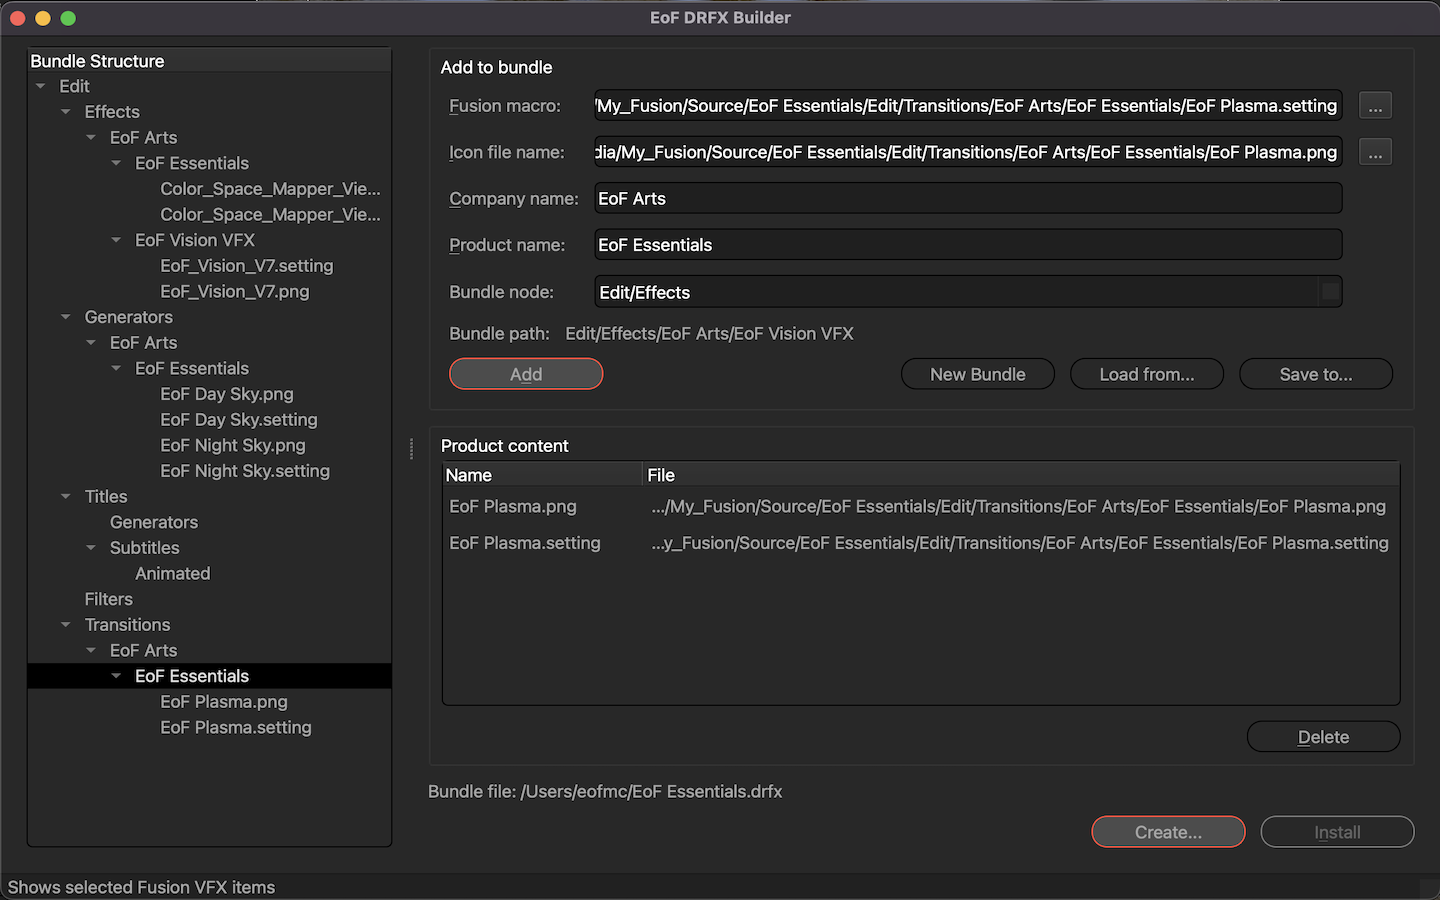 EoF DRFX Builder
Bundle Structure
Edit
Effects
EoF Arts
EoF Essentials
Color_Space_Mapper_Vie...
Color_Space_Mapper_Vie...
EoF Vision VFX
EoF_Vision_V7.setting
EoF_Vision_V7.png
Generators
EoF Arts
EoF Essentials
EoF Day Sky.png
EoF Day Sky.setting
EoF Night Sky.png
EoF Night Sky.setting
Titles
Generators
Subtitles
Animated
Filters
Transitions
EoF Arts
EoF Essentials
EoF Plasma.png
EoF Plasma.setting
Add to bundle
Fusion macro: /My_Fusion/Source/EoF Essentials/Edit/Transitions/EoF Arts/EoF Essentials/EoF Plasma.setting ...
Icon file name: dia/My_Fusion/Source/EoF Essentials/Edit/Transitions/EoF Arts/EoF Essentials/EoF Plasma.png ...
Company name: EoF Arts
Product name: EoF Essentials
Bundle node: Edit/Effects
Bundle path: Edit/Effects/EoF Arts/EoF Vision VFX
Add New Bundle Load from... Save to...
Product content
Name File
EoF Plasma.png .../My_Fusion/Source/EoF Essentials/Edit/Transitions/EoF Arts/EoF Essentials/EoF Plasma.png
EoF Plasma.setting ...y_Fusion/Source/EoF Essentials/Edit/Transitions/EoF Arts/EoF Essentials/EoF Plasma.setting
Delete
Bundle file: /Users/eofmc/EoF Essentials.drfx
Create... Install
Shows selected Fusion VFX items